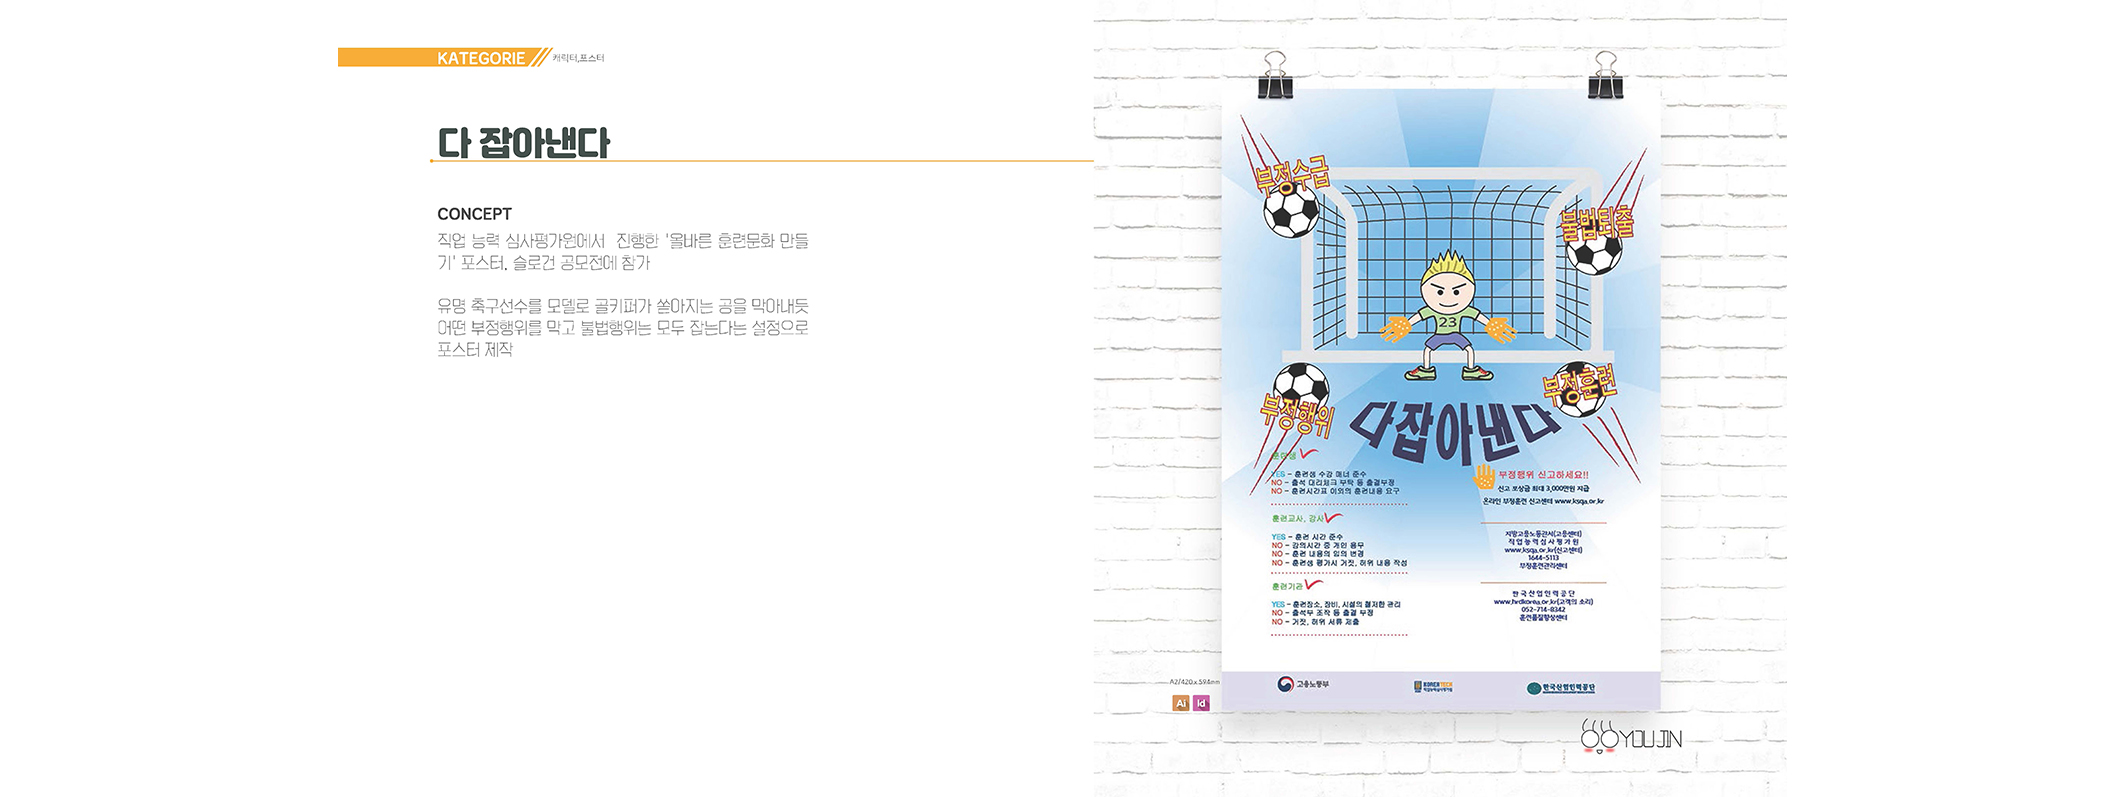 KATEGORIE 캐릭터,포스터
다 잡아낸다
CONCEPT
직업 능력 심사평가원에서 진행한 '올바른 훈련문화 만들
기' 포스터, 슬로건 공모전에 참가
유명 축구선수를 모델로 골키퍼가 쏟아지는 공을 막아내듯
어떤 부정행위를 막고 불법행위는 모두 잡는다는 설정으로
포스터 제작
부정수급
불법퇴출
23
부정행위
부정훈련
다잡아낸다
훈련생
YES - 훈련생 수강 매너 준수
NO - 출석 대리체크 부탁 등 출결부정
NO - 훈련시간표 이외의 훈련내용 요구
훈련교사, 강사
YES - 훈련 시간 준수
NO - 강의시간 중 개인 용무
NO - 훈련 내용의 임의 변경
NO - 훈련생 평가시 거짓, 허위 내용 작성
훈련기관
YES - 훈련장소, 장비, 시설의 철저한 관리
NO - 출석부 조작 등 출결 부정
NO - 거짓, 허위 서류 제출
부정행위 신고하세요!!
신고 포상금 최대 3,000만원 지급
온라인 부정훈련 신고센터 www.ksqa.or.kr
지방고용노동관서(고용센터)
직업능력심사평가원
www.ksqa.or.kr(신고센터)
1644-5113
부정훈련관리센터
한국산업인력공단
www.hrdkorea.or.kr(고객의 소리)
052-714-8342
훈련품질향상센터
고용노동부
KOREATECH
직업능력심사평가원
한국산업인력공단
A2/420 x 594mm
Ai Id
YOUJIN